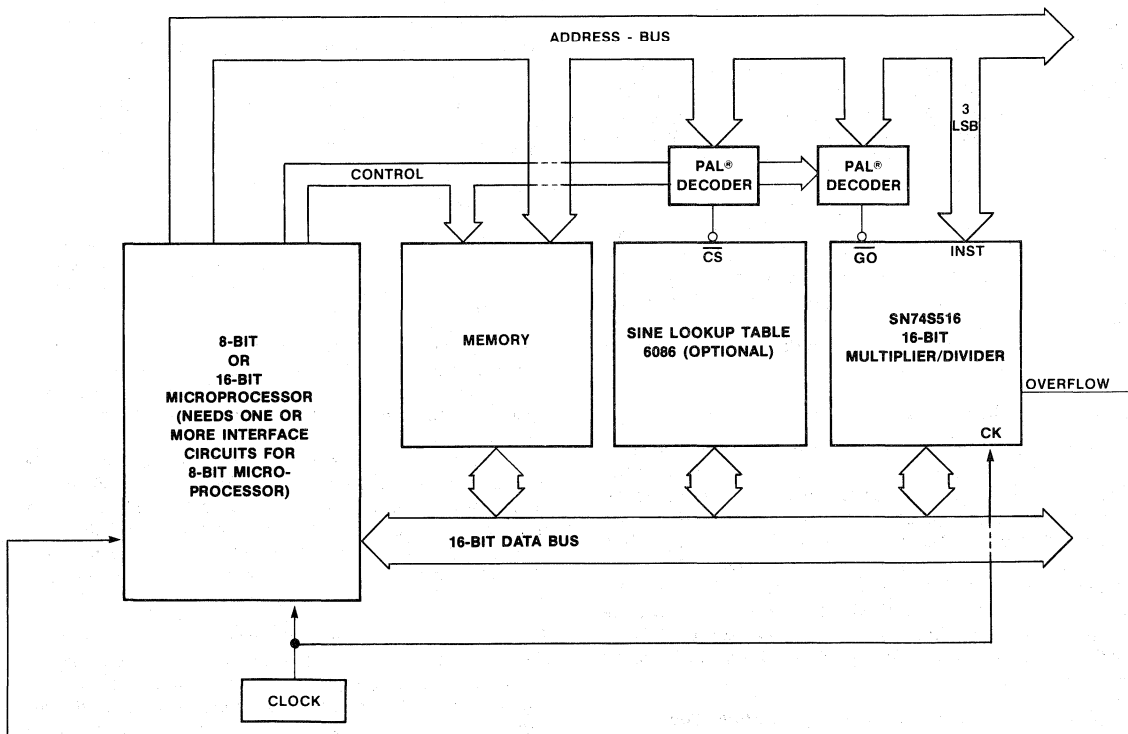 ADDRESS - BUS
3
LSB
PAL®
DECODER
PAL®
DECODER
CONTROL
CS
GO
INST
8-BIT
OR
16-BIT
MICROPROCESSOR
(NEEDS ONE OR
MORE INTERFACE
CIRCUITS FOR
8-BIT MICRO-
PROCESSOR)
MEMORY
SINE LOOKUP TABLE
6086 (OPTIONAL)
SN74S516
16-BIT
MULTIPLIER/DIVIDER
OVERFLOW
CK
16-BIT DATA BUS
CLOCK